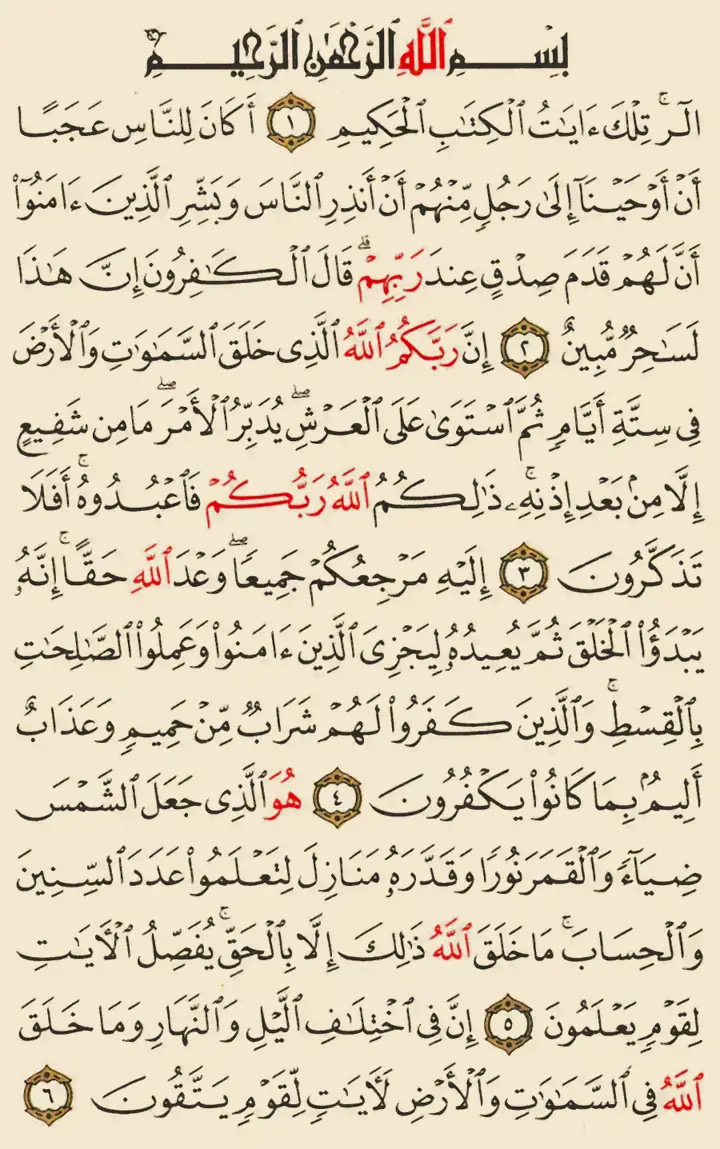 بِسْمِ ٱللَّهِ ٱلرَّحْمَٰنِ ٱلرَّحِيمِ
الٓرۚ تِلْكَ ءَايَٰتُ ٱلْكِتَٰبِ ٱلْحَكِيمِ ١ أَكَانَ لِلنَّاسِ عَجَبًا
أَنْ أَوْحَيْنَآ إِلَىٰ رَجُلٍ مِّنْهُمْ أَنْ أَنذِرِ ٱلنَّاسَ وَبَشِّرِ ٱلَّذِينَ ءَامَنُوٓا۟
أَنَّ لَهُمْ قَدَمَ صِدْقٍ عِندَ رَبِّهِمْۗ قَالَ ٱلْكَٰفِرُونَ إِنَّ هَٰذَا
لَسَٰحِرٌ مُّبِينٌ ٢ إِنَّ رَبَّكُمُ ٱللَّهُ ٱلَّذِى خَلَقَ ٱلسَّمَٰوَٰتِ وَٱلْأَرْضَ
فِى سِتَّةِ أَيَّامٍ ثُمَّ ٱسْتَوَىٰ عَلَى ٱلْعَرْشِۖ يُدَبِّرُ ٱلْأَمْرَۖ مَا مِن شَفِيعٍ
إِلَّا مِنۢ بَعْدِ إِذْنِهِۦۚ ذَٰلِكُمُ ٱللَّهُ رَبُّكُمْ فَٱعْبُدُوهُۚ أَفَلَا
تَذَكَّرُونَ ٣ إِلَيْهِ مَرْجِعُكُمْ جَمِيعًاۖ وَعْدَ ٱللَّهِ حَقًّاۚ إِنَّهُۥ
يَبْدَؤُا۟ ٱلْخَلْقَ ثُمَّ يُعِيدُهُۥ لِيَجْزِىَ ٱلَّذِينَ ءَامَنُوا۟ وَعَمِلُوا۟ ٱلصَّٰلِحَٰتِ
بِٱلْقِسْطِۚ وَٱلَّذِينَ كَفَرُوا۟ لَهُمْ شَرَابٌ مِّنْ حَمِيمٍ وَعَذَابٌ
أَلِيمٌۢ بِمَا كَانُوا۟ يَكْفُرُونَ ٤ هُوَ ٱلَّذِى جَعَلَ ٱلشَّمْسَ
ضِيَآءً وَٱلْقَمَرَ نُورًا وَقَدَّرَهُۥ مَنَازِلَ لِتَعْلَمُوا۟ عَدَدَ ٱلسِّنِينَ
وَٱلْحِسَابَۚ مَا خَلَقَ ٱللَّهُ ذَٰلِكَ إِلَّا بِٱلْحَقِّۚ يُفَصِّلُ ٱلْءَايَٰتِ
لِقَوْمٍ يَعْلَمُونَ ٥ إِنَّ فِى ٱخْتِلَٰفِ ٱلَّيْلِ وَٱلنَّهَارِ وَمَا خَلَقَ
ٱللَّهُ فِى ٱلسَّمَٰوَٰتِ وَٱلْأَرْضِ لَءَايَٰتٍ لِّقَوْمٍ يَتَّقُونَ ٦